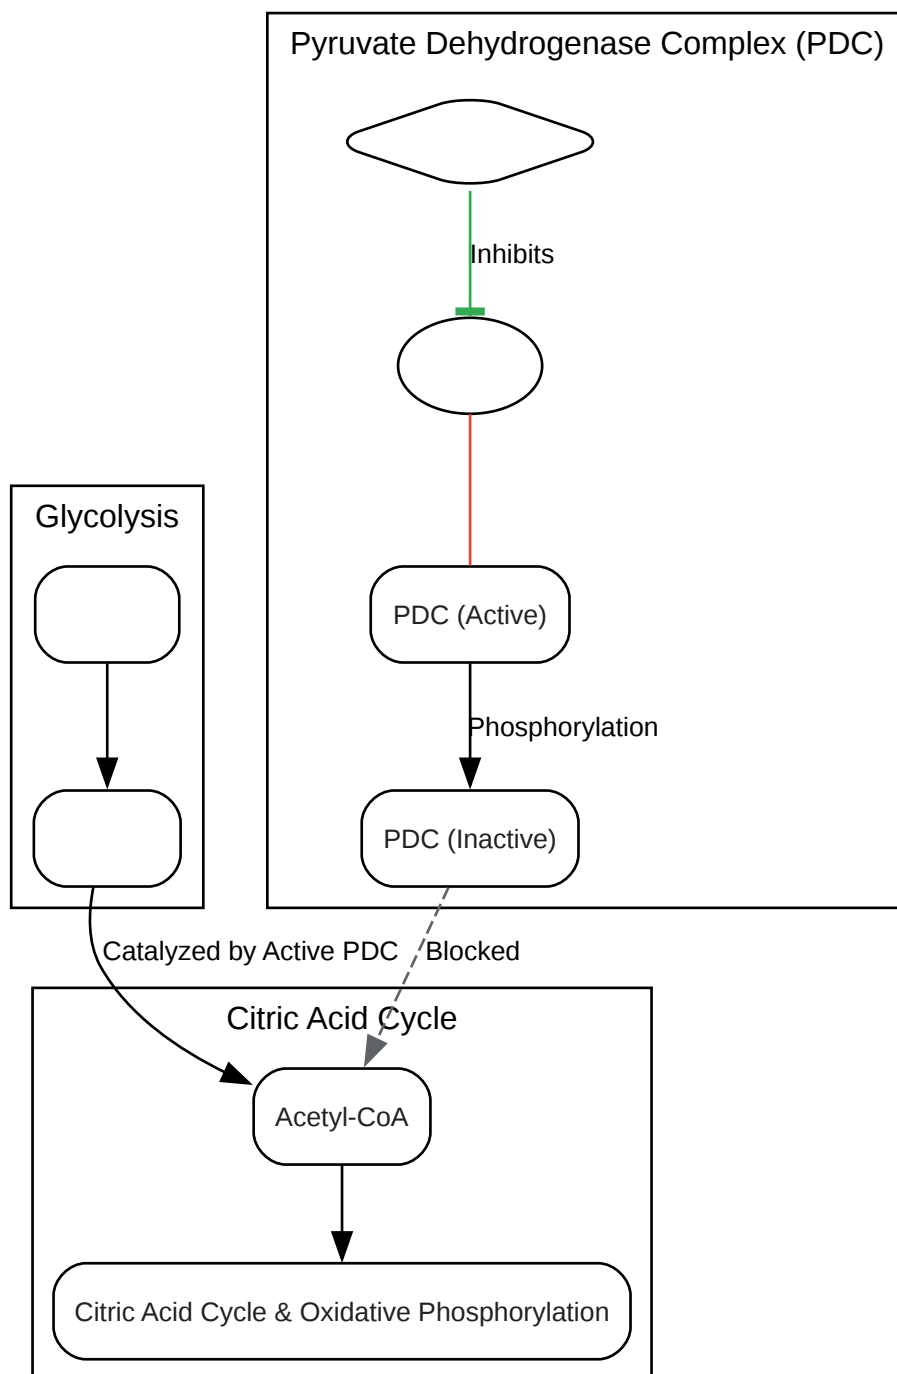 Pyruvate Dehydrogenase Complex (PDC)
Inhibits
Glycolysis
PDC (Active)
Phosphorylation
PDC (Inactive)
Catalyzed by Active PDC
Blocked
Citric Acid Cycle
Acetyl-CoA
Citric Acid Cycle & Oxidative Phosphorylation